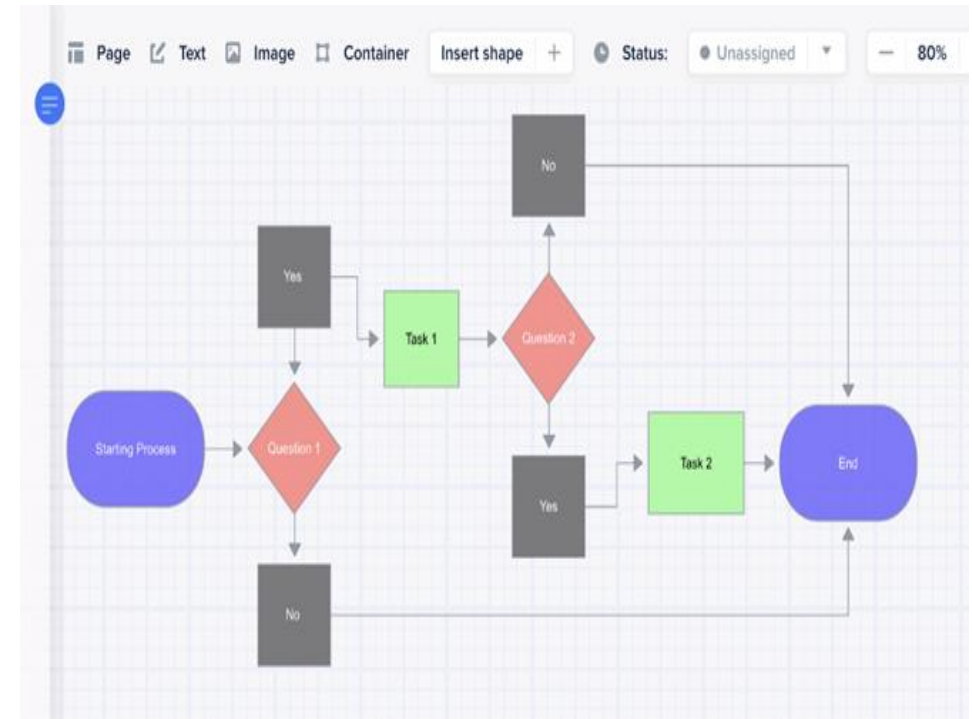 Page Text Image Container Insert shape + Status: Unassigned — 80%
No
Yes
Task 1
Question 2
Starting Process
Question 1
Task 2
End
Yes
No